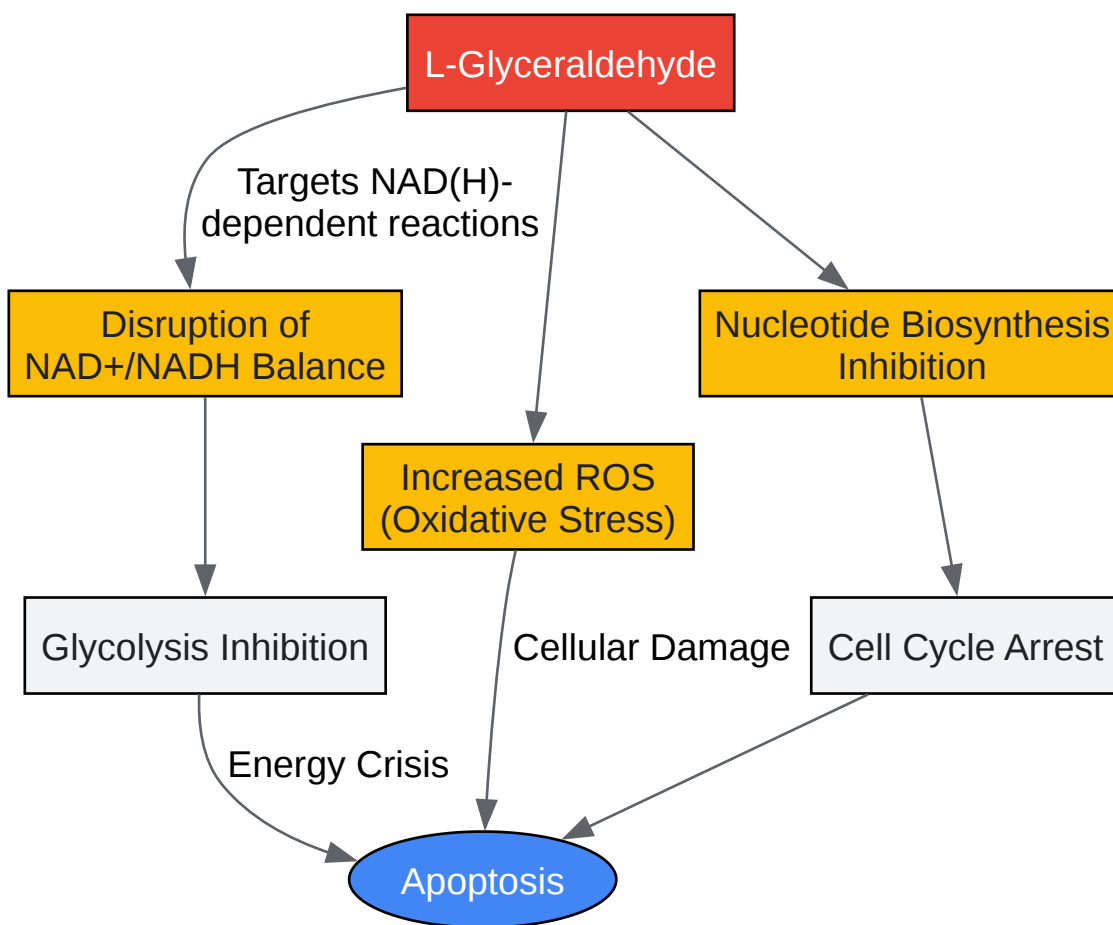 L-Glyceraldehyde
Targets NAD(H)-
dependent reactions
Disruption of
NAD+/NADH Balance
Nucleotide Biosynthesis
Inhibition
Increased ROS
(Oxidative Stress)
Glycolysis Inhibition
Cellular Damage
Cell Cycle Arrest
Energy Crisis
Apoptosis